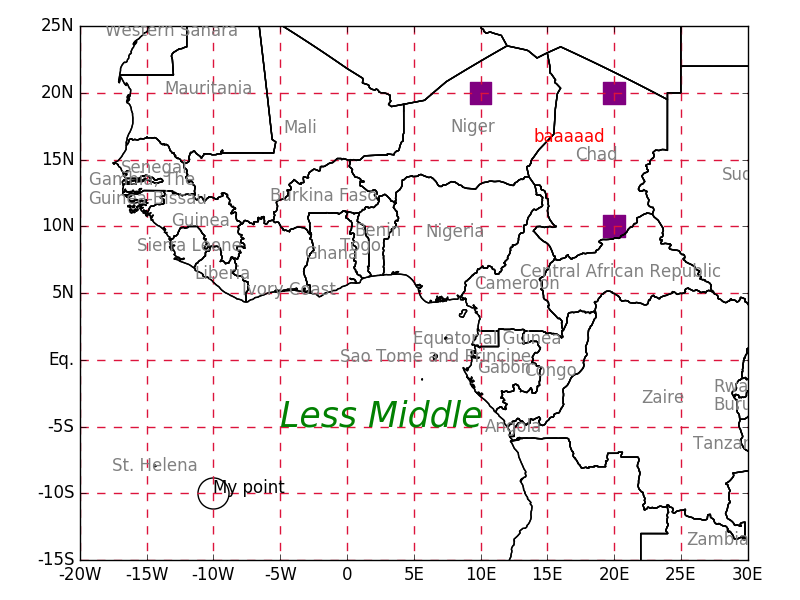 25N
Western Sahara
20N
Mauritania
Mali
Niger
baaaaad
15N
Chad
Senegal
Gambia, The
Guinea-Bissau
Burkina Faso
10N
Guinea
Benin
Nigeria
Sierra Leone
Togo
Ghana
Liberia
Central African Republic
5N
Ivory Coast
Cameroon
Equatorial Guinea
Eq.
Sao Tome and Principe
Gabon
Congo
Zaire
Rwa
Buru
-5S
Less Middle
Angola
Tanzan
St. Helena
-10S
My point
Zambia
-15S
-20W -15W -10W -5W 0 5E 10E 15E 20E 25E 30E